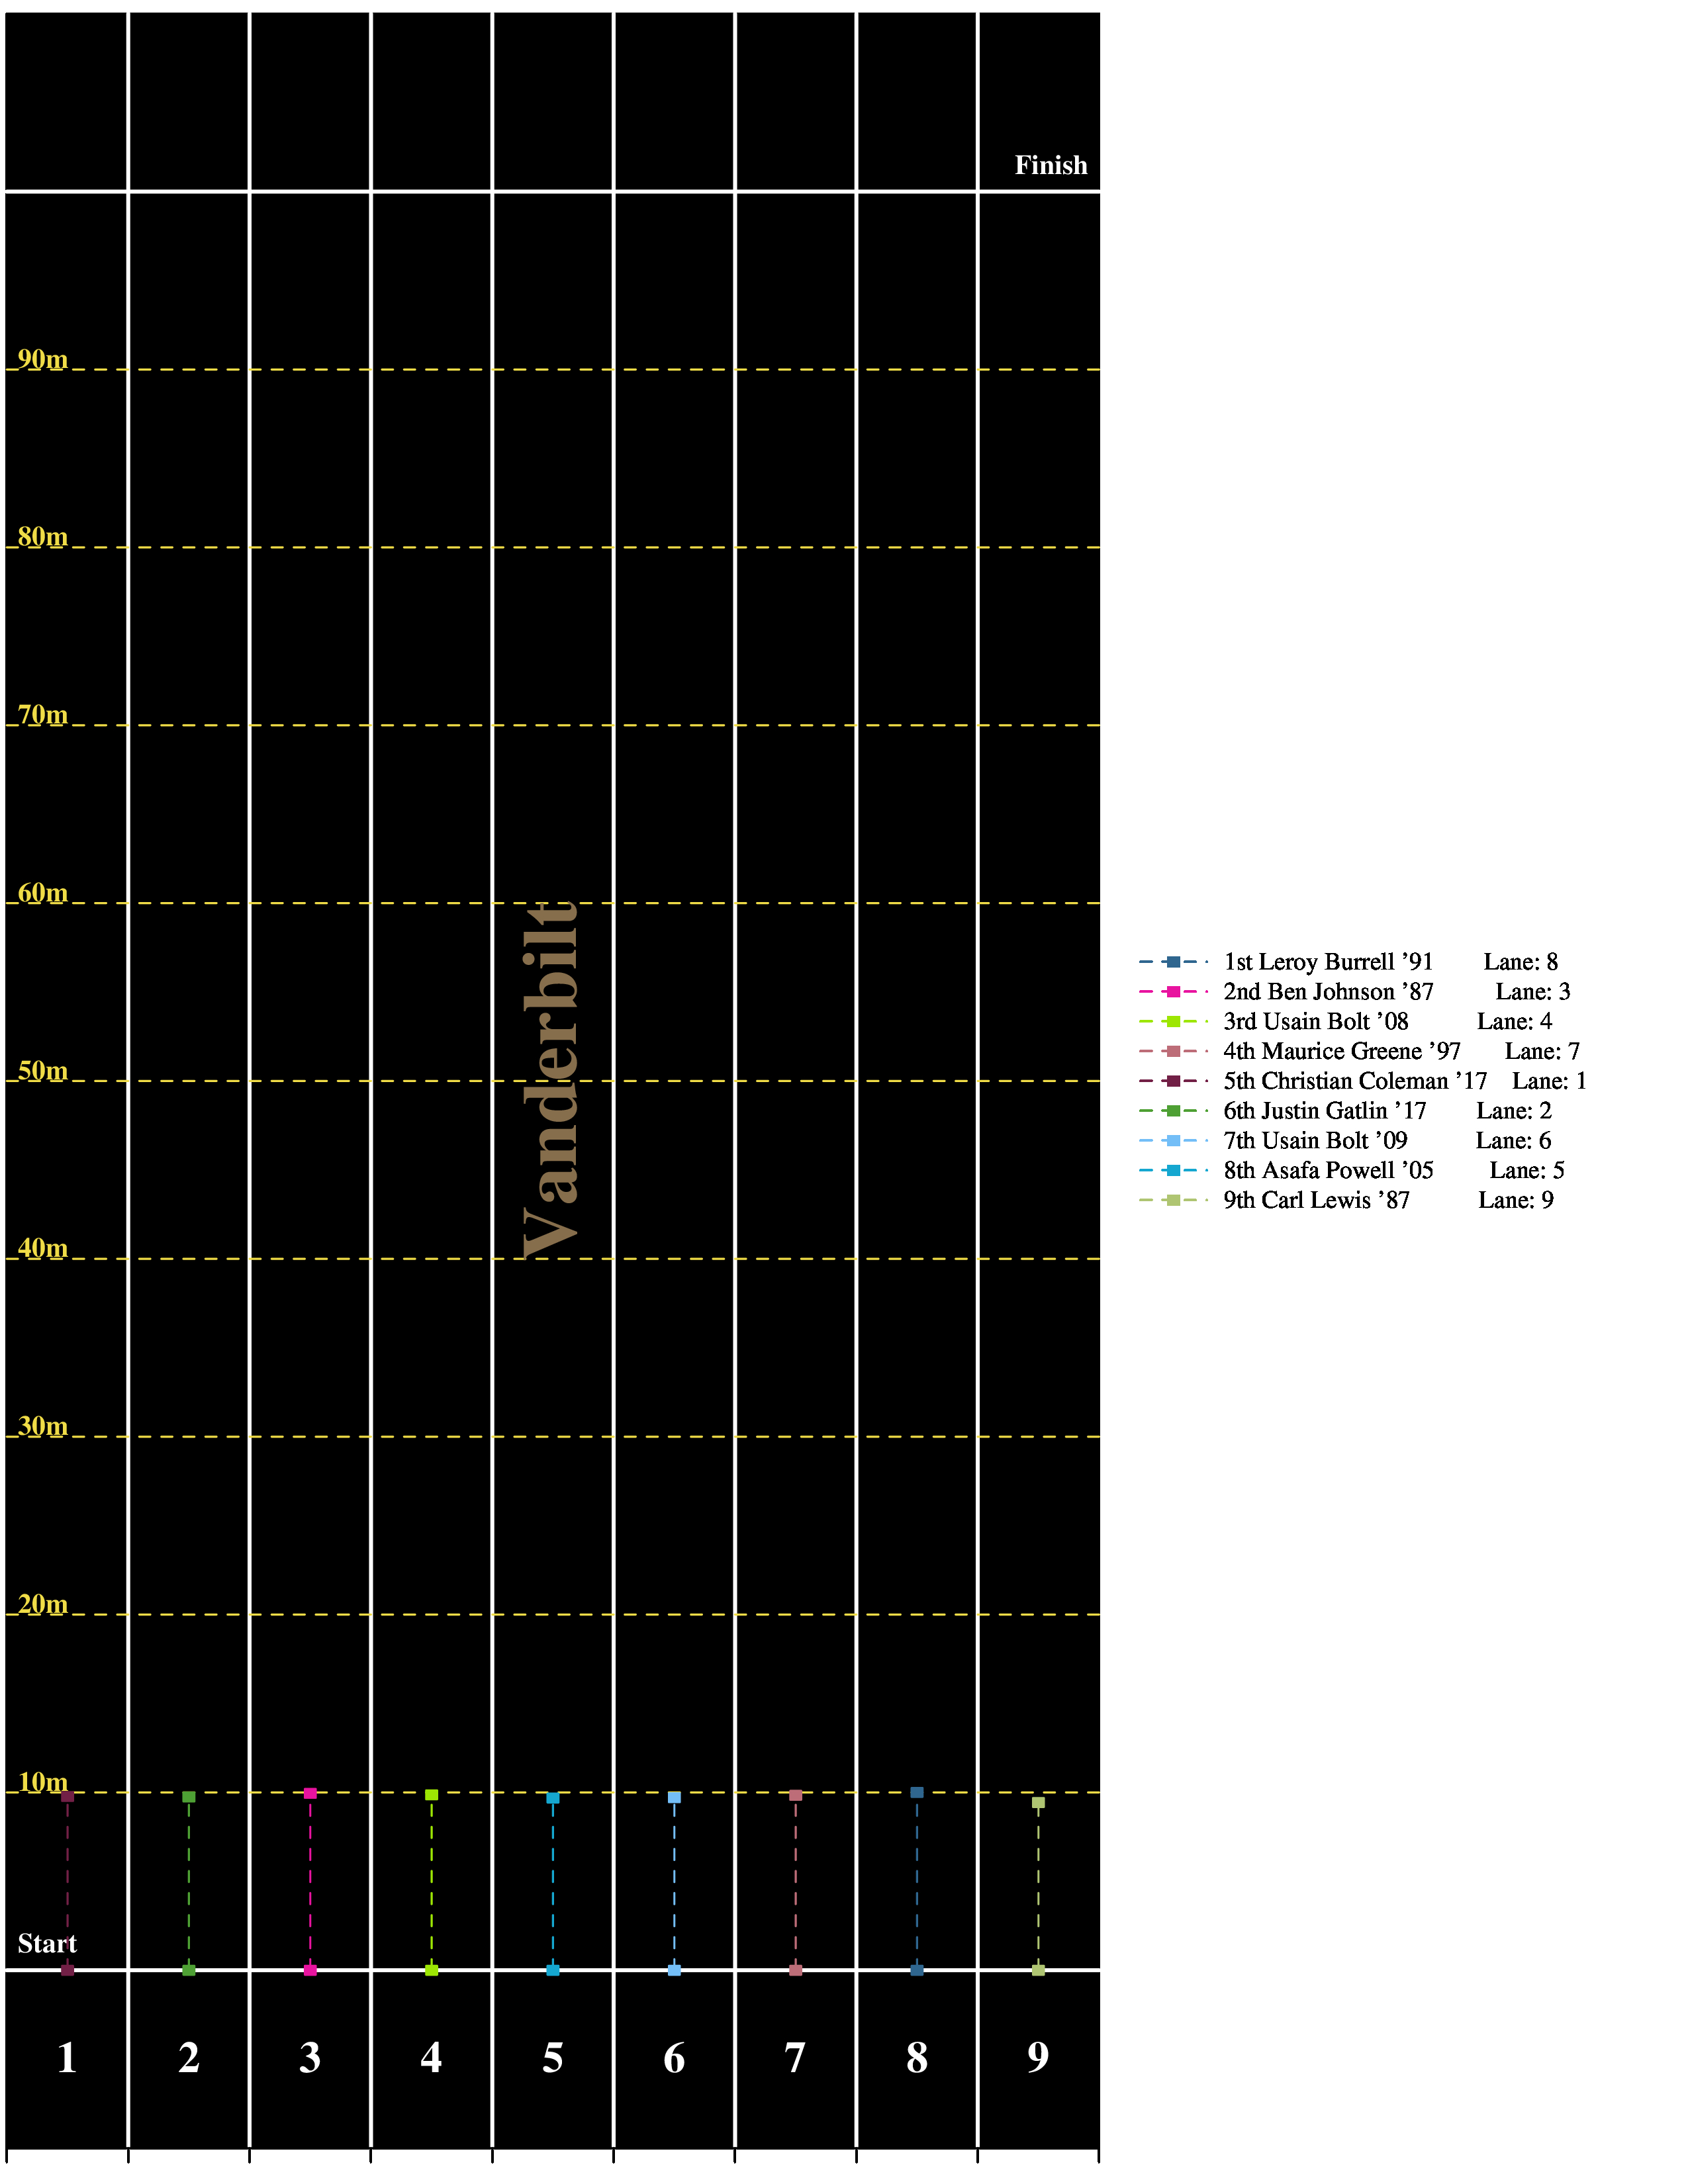 Finish
90m
80m
70m
60m
Vanderbilt
50m
40m
30m
20m
10m
Start
1 2 3 4 5 6 7 8 9
1st Leroy Burrell ’91 Lane: 8
2nd Ben Johnson ’87 Lane: 3
3rd Usain Bolt ’08 Lane: 4
4th Maurice Greene ’97 Lane: 7
5th Christian Coleman ’17 Lane: 1
6th Justin Gatlin ’17 Lane: 2
7th Usain Bolt ’09 Lane: 6
8th Asafa Powell ’05 Lane: 5
9th Carl Lewis ’87 Lane: 9